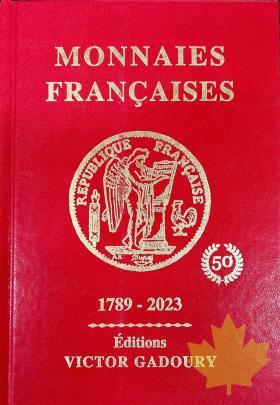 MONNAIES
FRANÇAISES
REPUBLIQUE FRANÇAISE
50
1789 - 2023
Éditions
VICTOR GADOURY